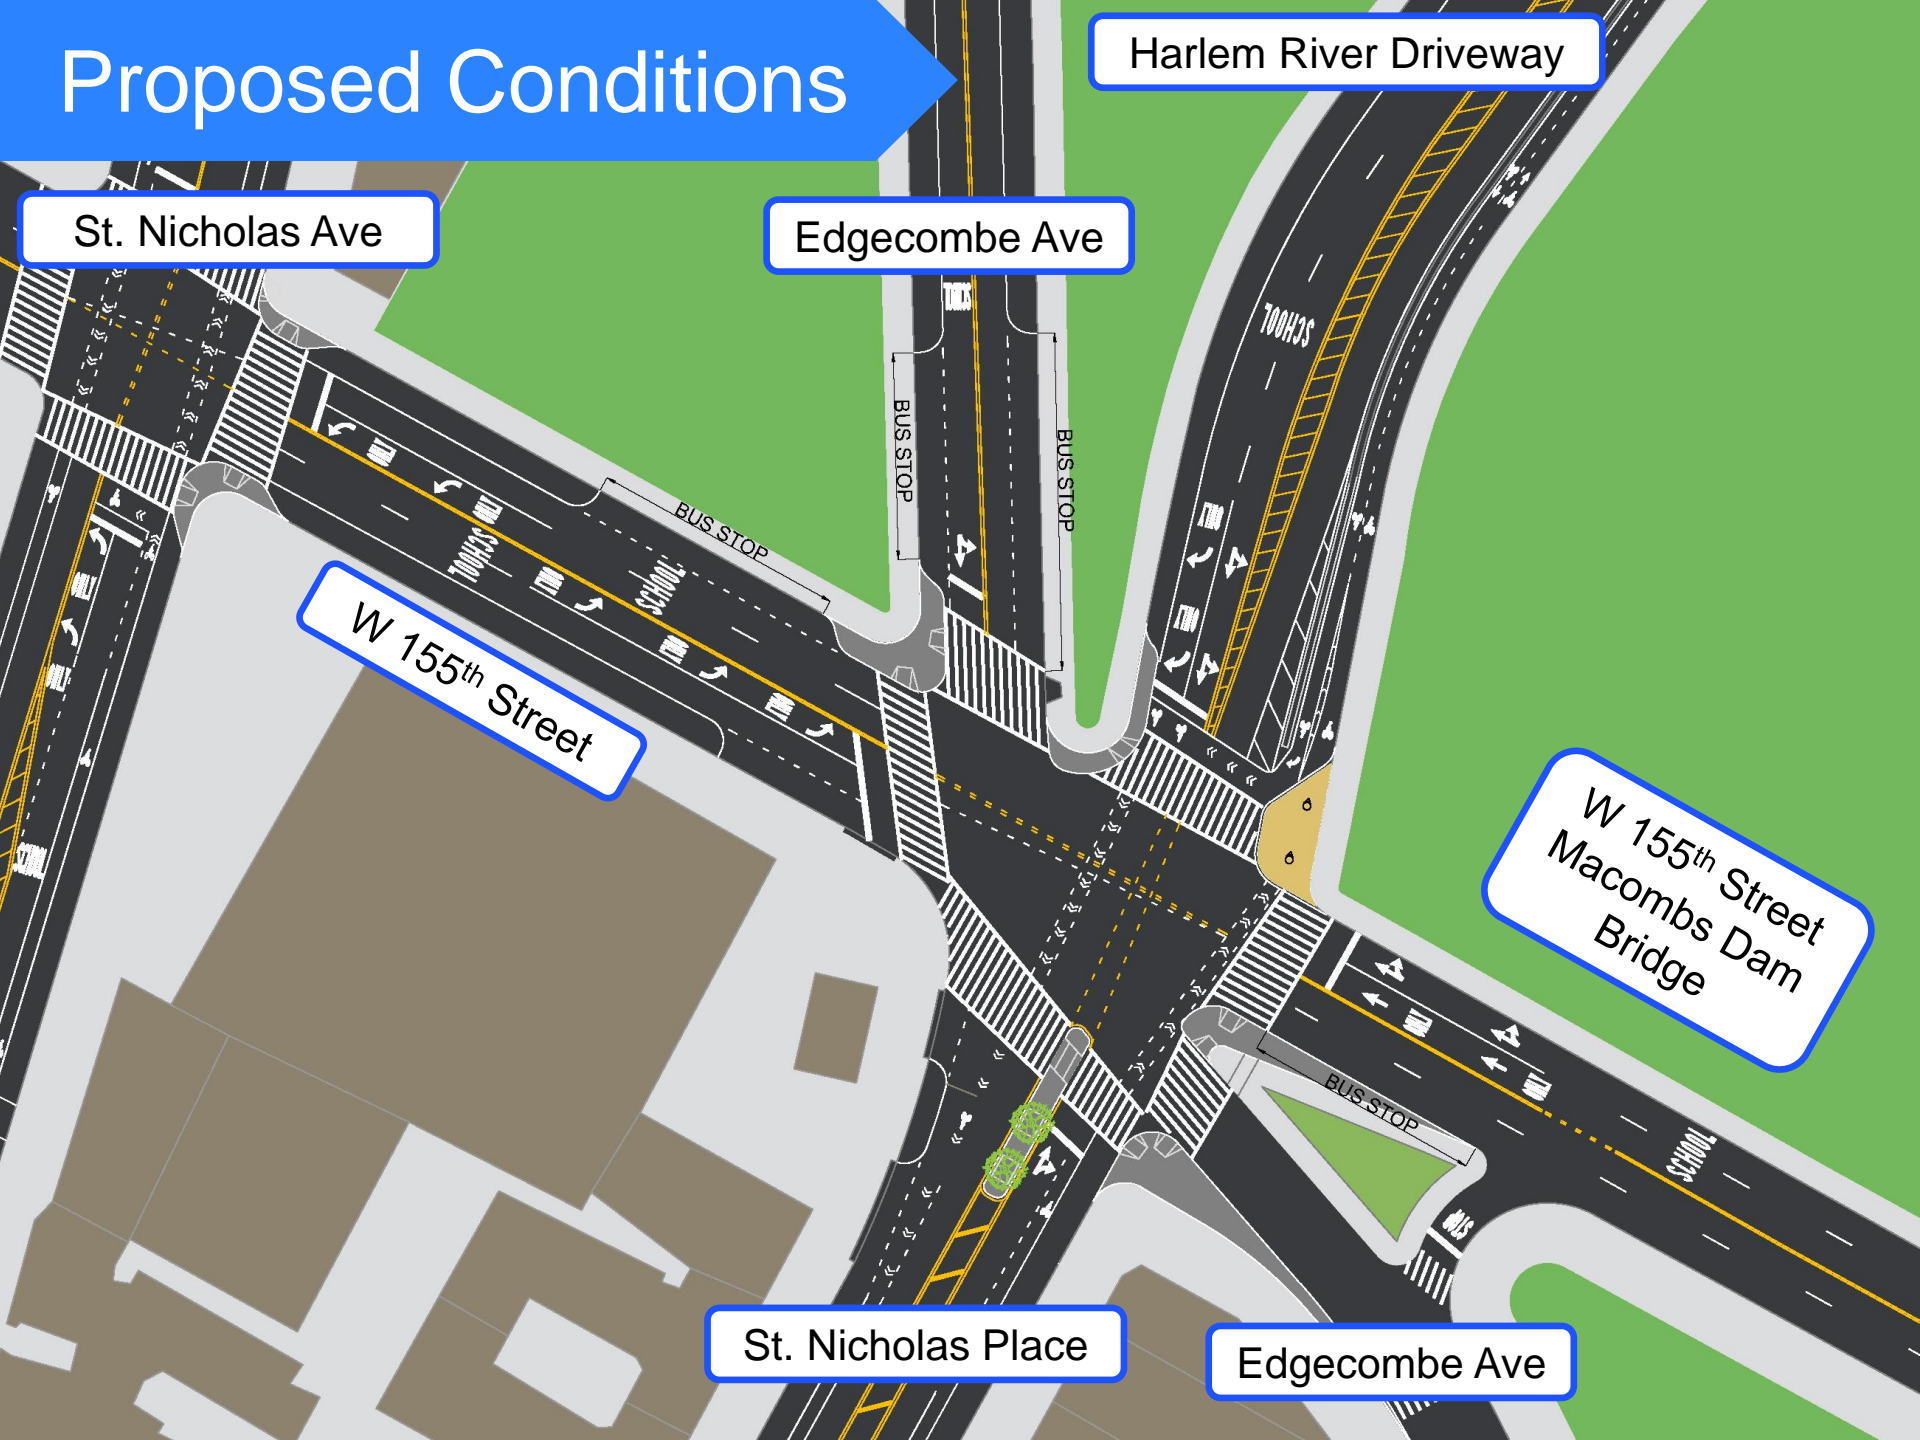 Proposed Conditions
Harlem River Driveway
St. Nicholas Ave
Edgecombe Ave
SCHOOL
BUS STOP
BUS STOP
BUS STOP
SCHOOL
SCHOOL
W 155th Street
W 155th Street
Macombs Dam
Bridge
BUS STOP
SCHOOL
STOP
St. Nicholas Place
Edgecombe Ave